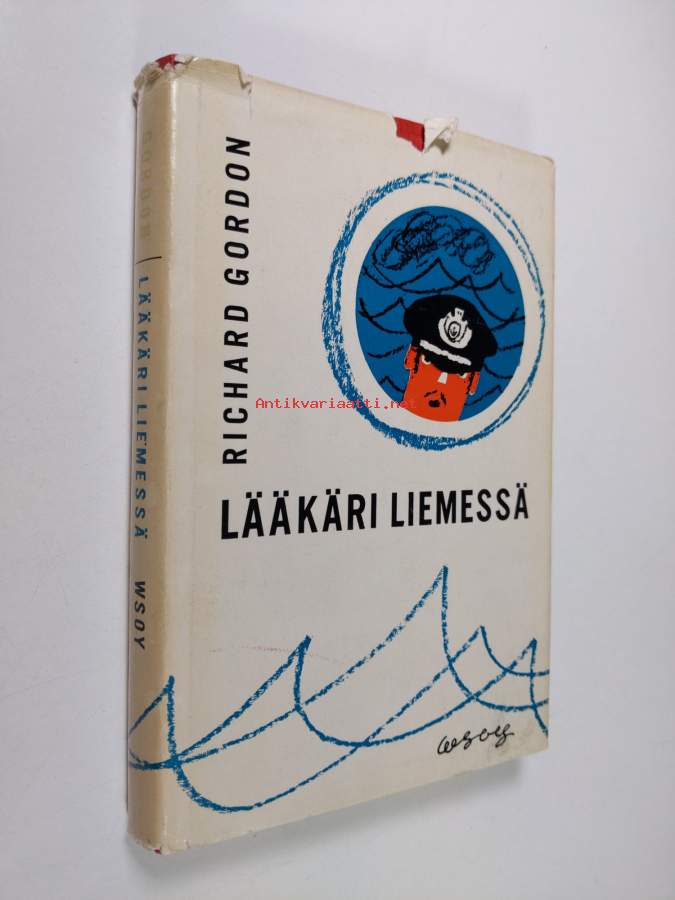 GORDON
LÄÄKÄRI LIEMESSÄ
WSOY
RICHARD GORDON
Antikvariaatti.net
LÄÄKÄRI LIEMESSÄ
wsoy